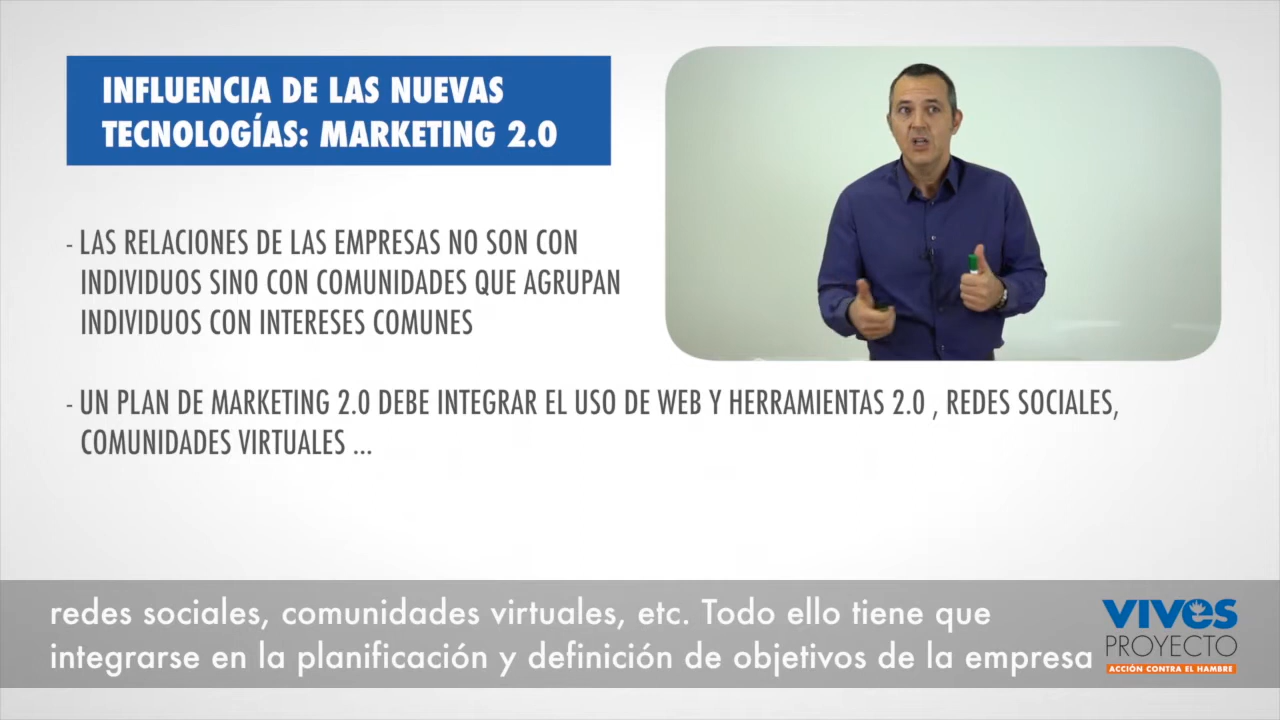 INFLUENCIA DE LAS NUEVAS
TECNOLOGÍAS: MARKETING 2.0
- LAS RELACIONES DE LAS EMPRESAS NO SON CON
INDIVIDUOS SINO CON COMUNIDADES QUE AGRUPAN
INDIVIDUOS CON INTERESES COMUNES
- UN PLAN DE MARKETING 2.0 DEBE INTEGRAR EL USO DE WEB Y HERRAMIENTAS 2.0 , REDES SOCIALES,
COMUNIDADES VIRTUALES ...
redes sociales, comunidades virtuales, etc. Todo ello tiene que
integrarse en la planificación y definición de objetivos de la empresa
VIVES
PROYECTO
ACCIÓN CONTRA EL HAMBRE